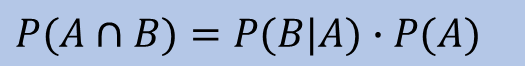 P(A ∩ B) = P(B|A) · P(A)